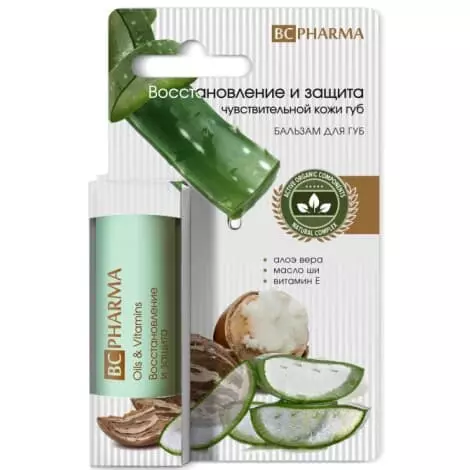 BC PHARMA
Восстановление и защита
чувствительной кожи губ
БАЛЬЗАМ ДЛЯ ГУБ
ACTIVE ORGANIC COMPONENTS
NATURAL COMPLEX
• алоэ вера
• масло ши
• витамин Е
BC PHARMA
Oils & Vitamins
Восстановление
и защита